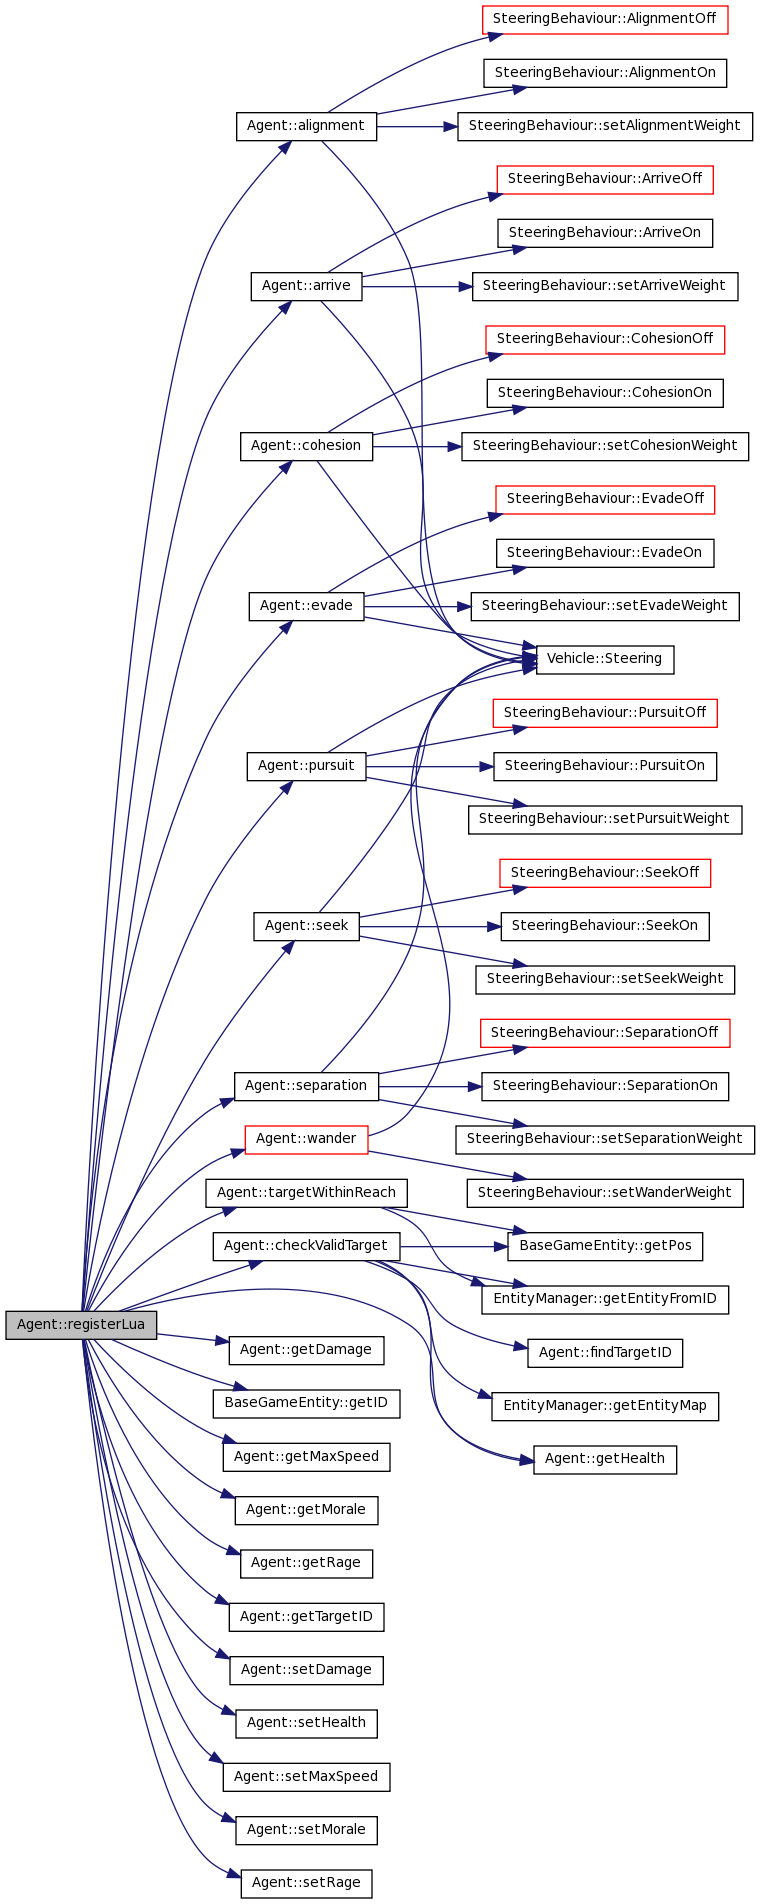 SteeringBehaviour::AlignmentOff
SteeringBehaviour::AlignmentOn
Agent::alignment
SteeringBehaviour::setAlignmentWeight
SteeringBehaviour::ArriveOff
SteeringBehaviour::ArriveOn
Agent::arrive
SteeringBehaviour::setArriveWeight
SteeringBehaviour::CohesionOff
SteeringBehaviour::CohesionOn
Agent::cohesion
SteeringBehaviour::setCohesionWeight
SteeringBehaviour::EvadeOff
SteeringBehaviour::EvadeOn
Agent::evade
SteeringBehaviour::setEvadeWeight
Vehicle::Steering
SteeringBehaviour::PursuitOff
Agent::pursuit
SteeringBehaviour::PursuitOn
SteeringBehaviour::setPursuitWeight
SteeringBehaviour::SeekOff
Agent::seek
SteeringBehaviour::SeekOn
SteeringBehaviour::setSeekWeight
SteeringBehaviour::SeparationOff
Agent::separation
SteeringBehaviour::SeparationOn
Agent::wander
SteeringBehaviour::setSeparationWeight
Agent::targetWithinReach
SteeringBehaviour::setWanderWeight
Agent::checkValidTarget
BaseGameEntity::getPos
EntityManager::getEntityFromID
Agent::registerLua
Agent::getDamage
Agent::findTargetID
BaseGameEntity::getID
EntityManager::getEntityMap
Agent::getMaxSpeed
Agent::getHealth
Agent::getMorale
Agent::getRage
Agent::getTargetID
Agent::setDamage
Agent::setHealth
Agent::setMaxSpeed
Agent::setMorale
Agent::setRage